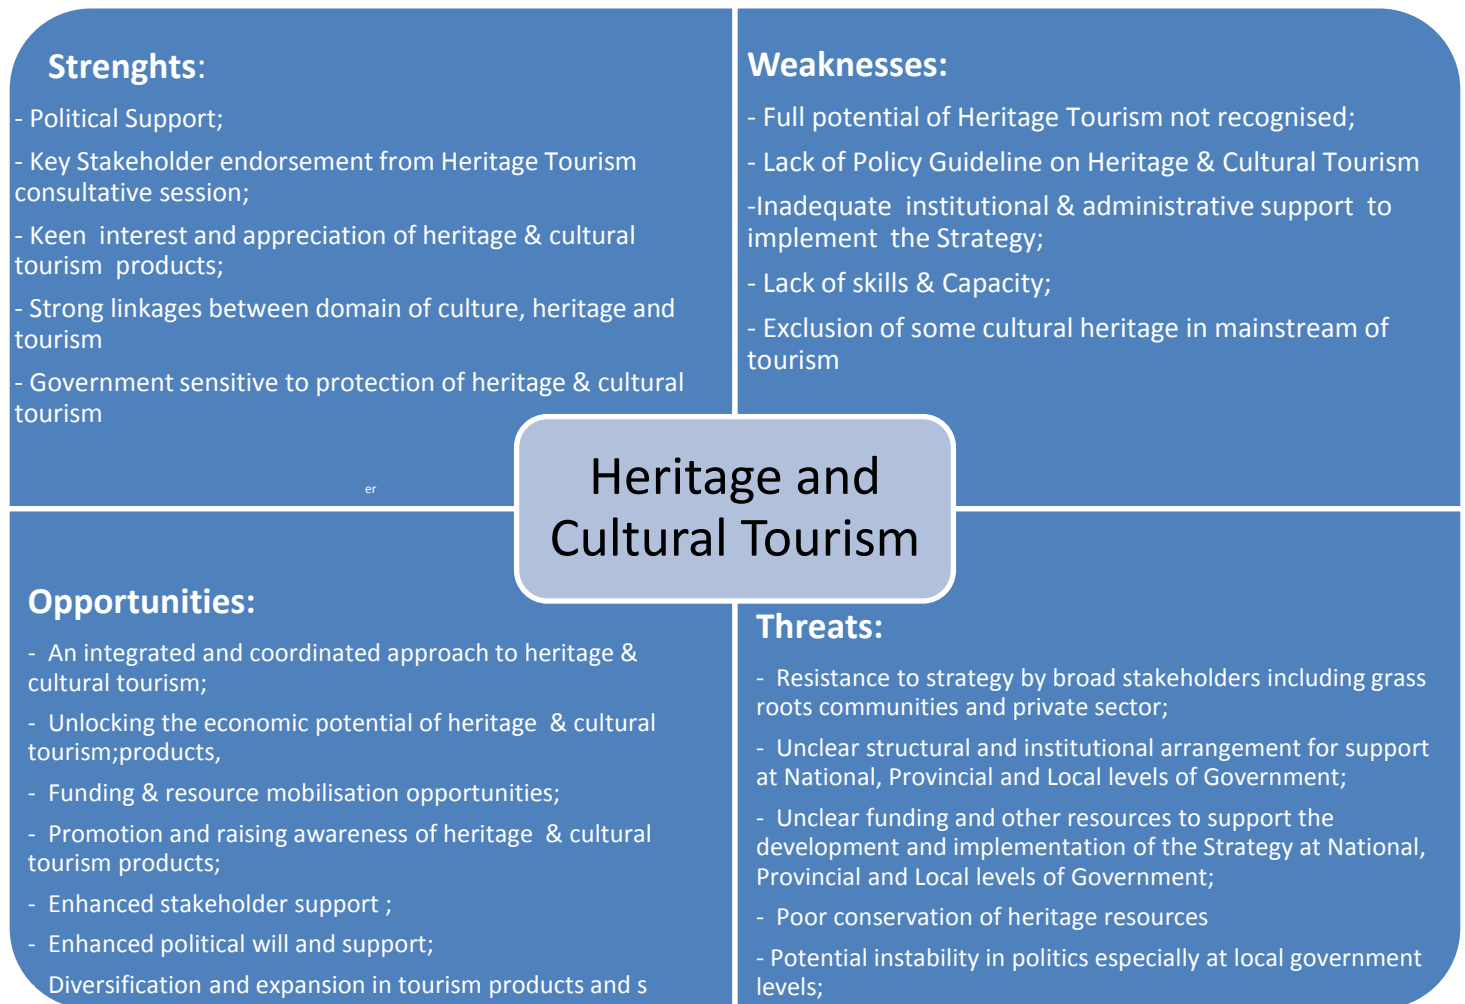 Strenghts:
- Political Support;
- Key Stakeholder endorsement from Heritage Tourism
consultative session;
- Keen interest and appreciation of heritage & cultural
tourism products;
- Strong linkages between domain of culture, heritage and
tourism
- Government sensitive to protection of heritage & cultural
tourism
er
Weaknesses:
- Full potential of Heritage Tourism not recognised;
- Lack of Policy Guideline on Heritage & Cultural Tourism
-Inadequate institutional & administrative support to
implement the Strategy;
- Lack of skills & Capacity;
- Exclusion of some cultural heritage in mainstream of
tourism
Heritage and
Cultural Tourism
Opportunities:
- An integrated and coordinated approach to heritage &
cultural tourism;
- Unlocking the economic potential of heritage & cultural
tourism;products,
- Funding & resource mobilisation opportunities;
- Promotion and raising awareness of heritage & cultural
tourism products;
- Enhanced stakeholder support ;
- Enhanced political will and support;
Diversification and expansion in tourism products and s
Threats:
- Resistance to strategy by broad stakeholders including grass
roots communities and private sector;
- Unclear structural and institutional arrangement for support
at National, Provincial and Local levels of Government;
- Unclear funding and other resources to support the
development and implementation of the Strategy at National,
Provincial and Local levels of Government;
- Poor conservation of heritage resources
- Potential instability in politics especially at local government
levels;